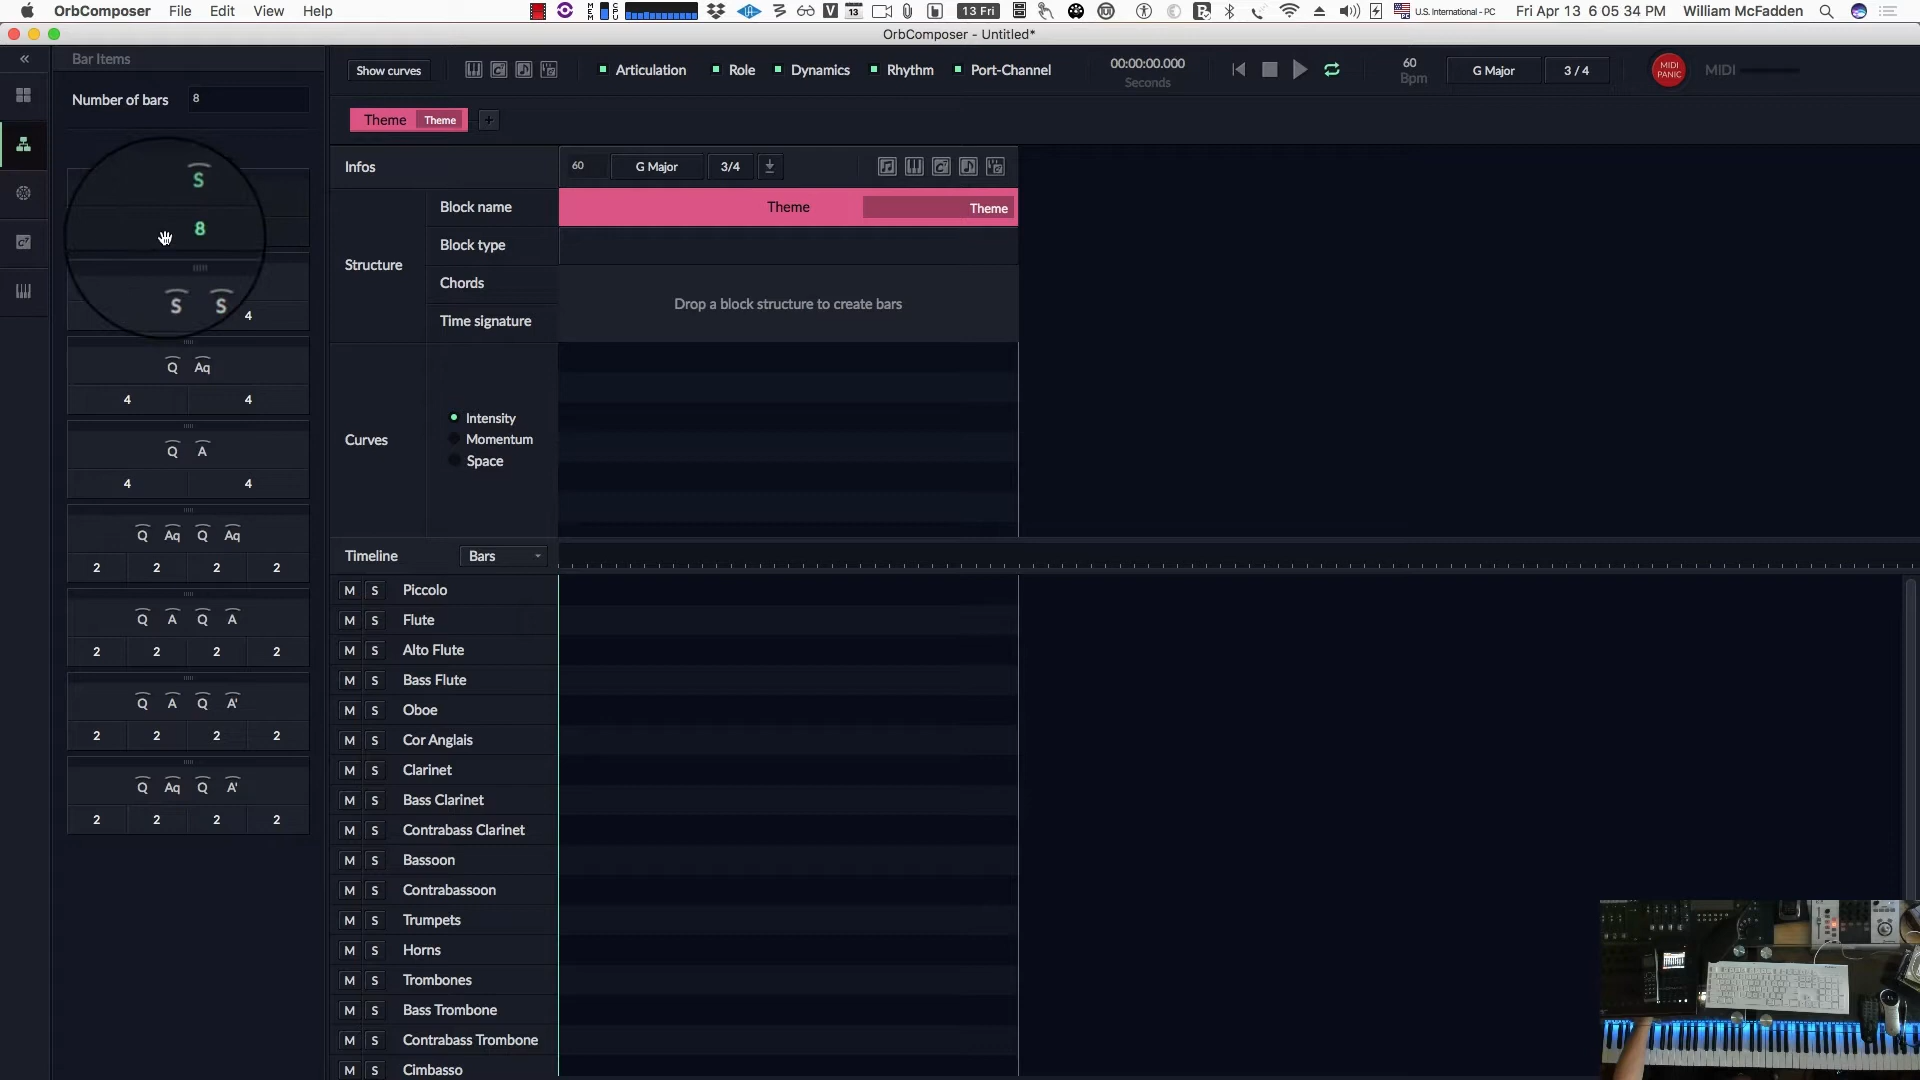 OrbComposer File Edit View Help
MEM CPU V 13 13 Fri U.S. International - PC Fri Apr 13 6 05 34 PM William McFadden
OrbComposer - Untitled*
Bar Items
Number of bars 8
S
8
S S
4
Q Aq
4 4
Q A
4 4
Q Aq Q Aq
2 2 2 2
Q A Q A
2 2 2 2
Q A Q A'
2 2 2 2
Q Aq Q A'
2 2 2 2
Show curves Articulation Role Dynamics Rhythm Port-Channel
00:00:00.000
Seconds
60
Bpm
G Major 3 / 4
MIDI PANIC
MIDI
Theme Theme +
Infos 60 G Major 3/4
Structure
Block name Theme Theme
Block type
Chords
Drop a block structure to create bars
Time signature
Curves
Intensity
Momentum
Space
Timeline Bars
M S Piccolo
M S Flute
M S Alto Flute
M S Bass Flute
M S Oboe
M S Cor Anglais
M S Clarinet
M S Bass Clarinet
M S Contrabass Clarinet
M S Bassoon
M S Contrabassoon
M S Trumpets
M S Horns
M S Trombones
M S Bass Trombone
M S Contrabass Trombone
M S Cimbasso